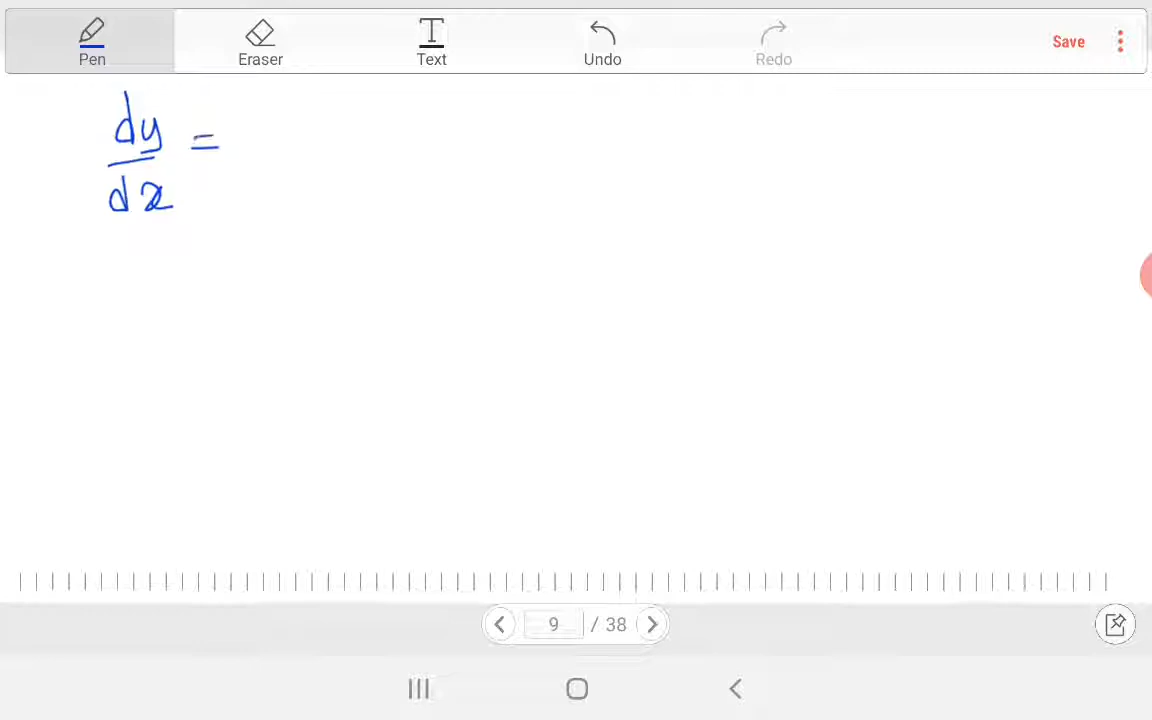 Pen Eraser Text Undo Redo Save
dy =
dx
9 / 38